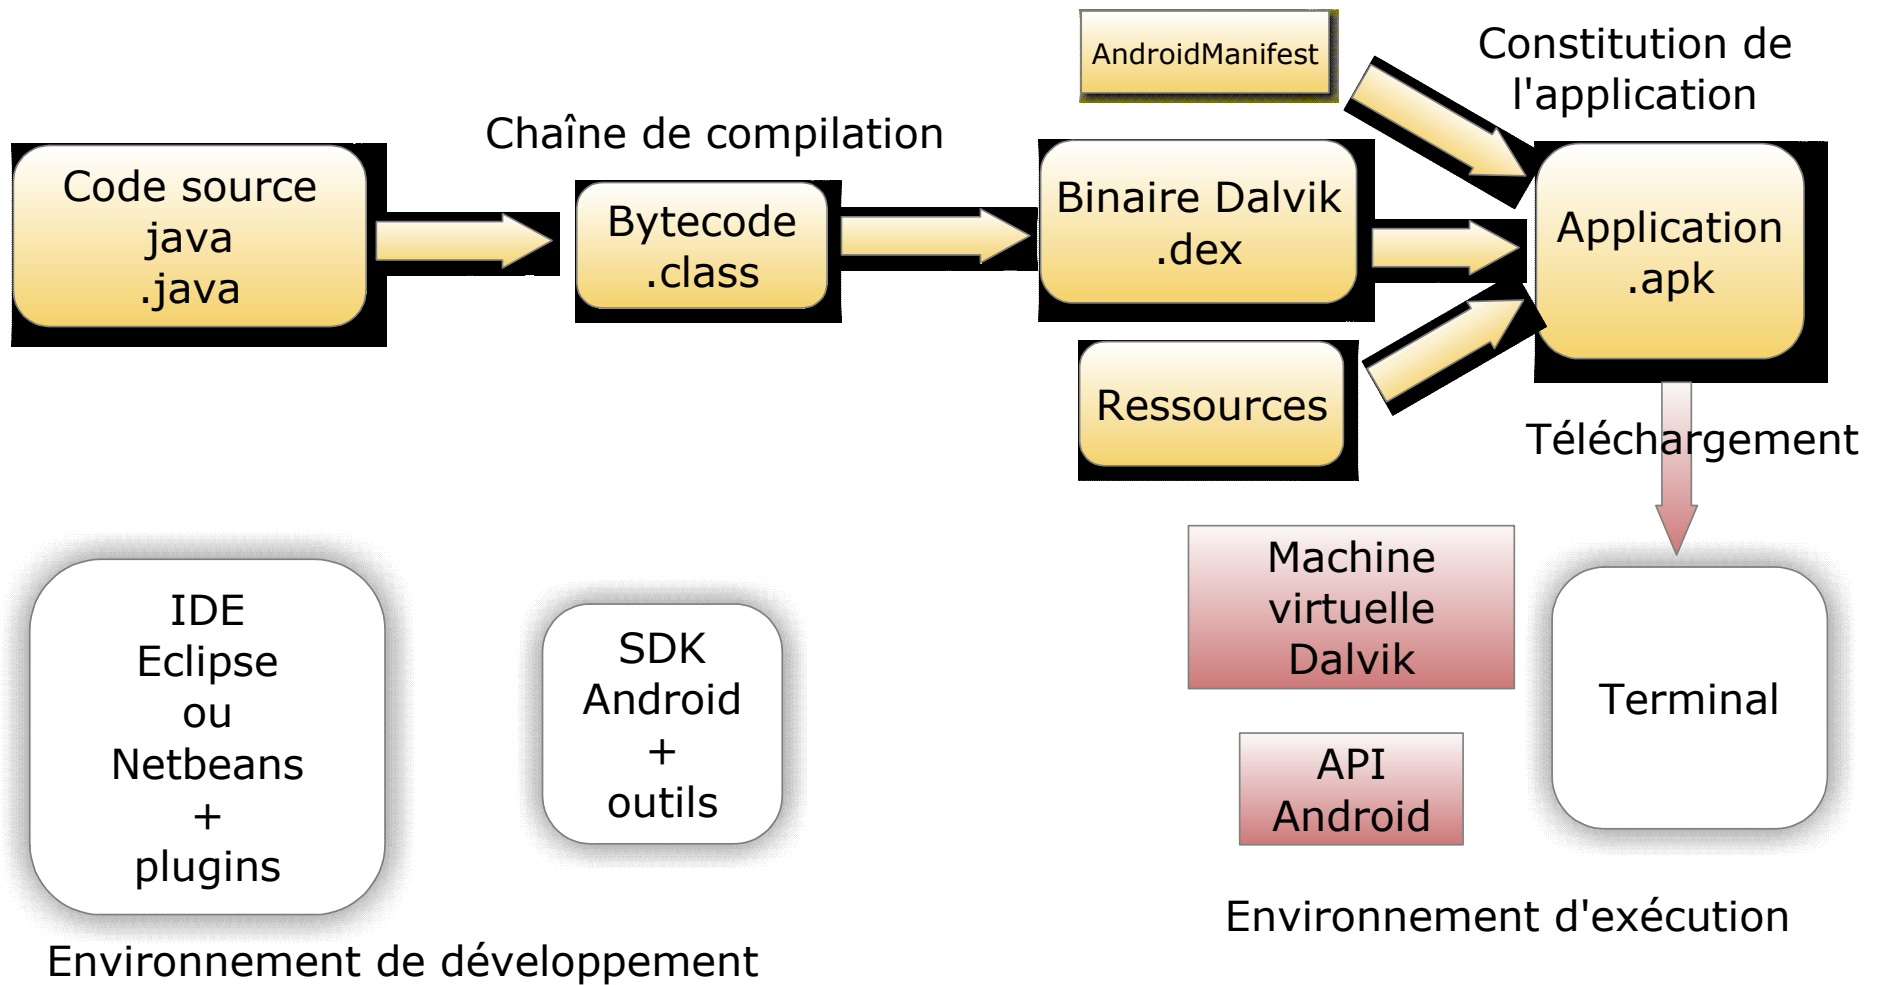 AndroidManifest
Constitution de
l'application
Chaîne de compilation
Code source
java
.java
Bytecode
.class
Binaire Dalvik
.dex
Application
.apk
Ressources
Téléchargement
IDE
Eclipse
ou
Netbeans
+
plugins
SDK
Android
+
outils
Machine
virtuelle
Dalvik
API
Android
Terminal
Environnement d'exécution
Environnement de développement